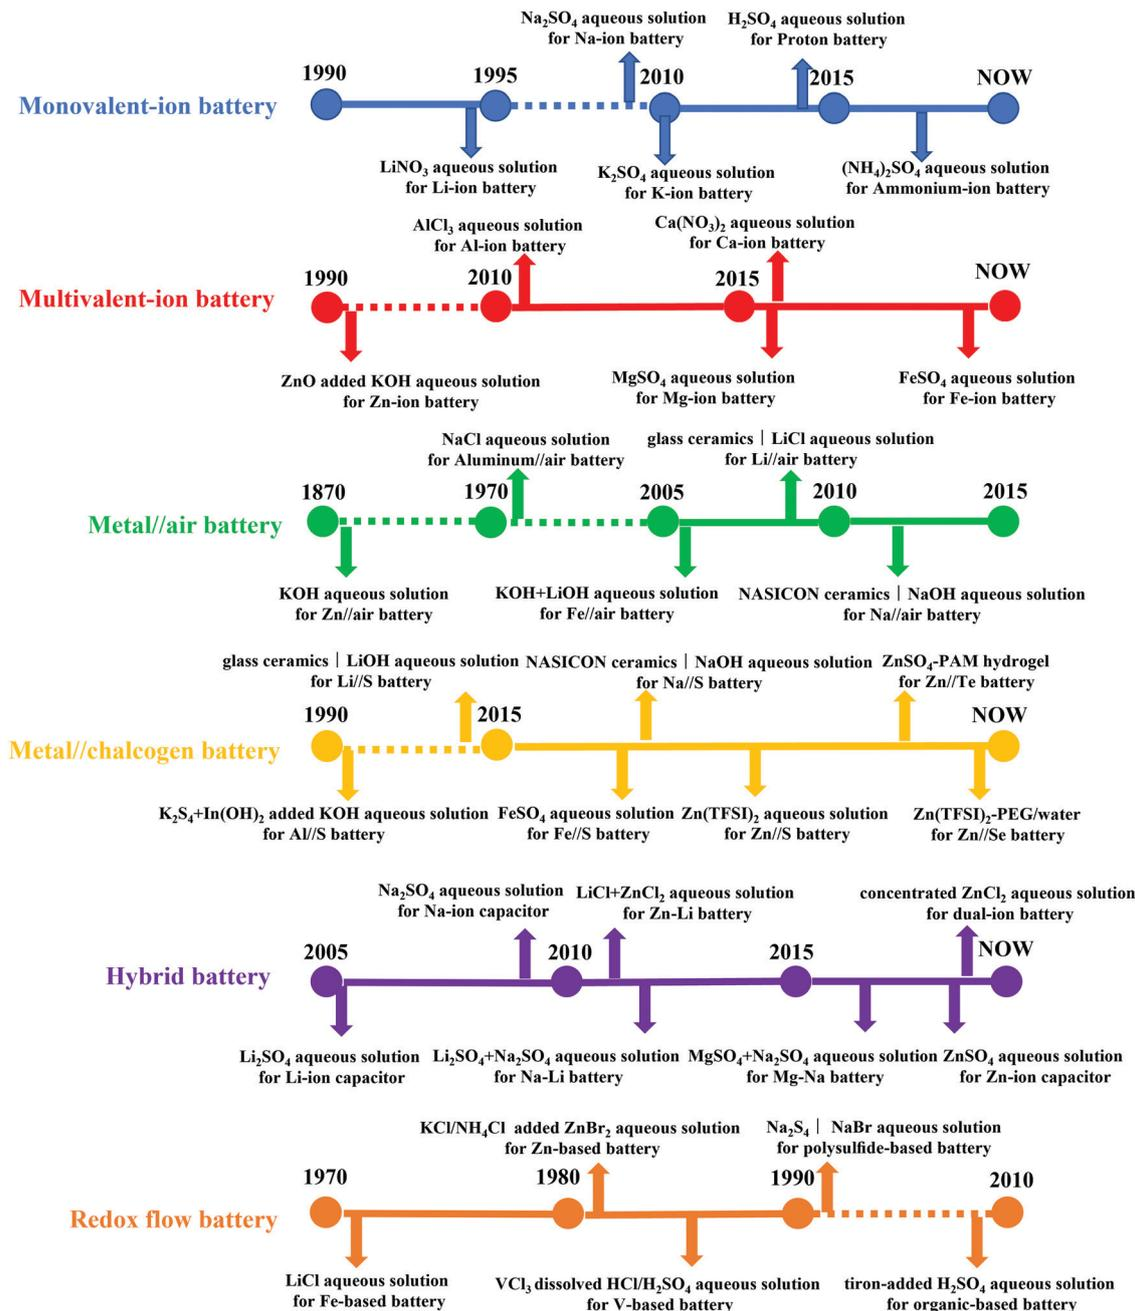 Na₂SO₄ aqueous solution
for Na-ion battery
H₂SO₄ aqueous solution
for Proton battery
1990
1995
2010
2015
NOW
Monovalent-ion battery
LiNO₃ aqueous solution
for Li-ion battery
K₂SO₄ aqueous solution
for K-ion battery
(NH₄)₂SO₄ aqueous solution
for Ammonium-ion battery
AlCl₃ aqueous solution
for Al-ion battery
Ca(NO₃)₂ aqueous solution
for Ca-ion battery
1990
2010
2015
NOW
Multivalent-ion battery
ZnO added KOH aqueous solution
for Zn-ion battery
MgSO₄ aqueous solution
for Mg-ion battery
FeSO₄ aqueous solution
for Fe-ion battery
NaCl aqueous solution
for Aluminum//air battery
glass ceramics | LiCl aqueous solution
for Li//air battery
1870
1970
2005
2010
2015
Metal//air battery
KOH aqueous solution
for Zn//air battery
KOH+LiOH aqueous solution
for Fe//air battery
NASICON ceramics | NaOH aqueous solution
for Na//air battery
glass ceramics | LiOH aqueous solution
for Li//S battery
NASICON ceramics | NaOH aqueous solution
for Na//S battery
ZnSO₄-PAM hydrogel
for Zn//Te battery
1990
2015
NOW
Metal//chalcogen battery
K₂S₄+In(OH)₂ added KOH aqueous solution
for Al//S battery
FeSO₄ aqueous solution
for Fe//S battery
Zn(TFSI)₂ aqueous solution
for Zn//S battery
Zn(TFSI)₂-PEG/water
for Zn//Se battery
Na₂SO₄ aqueous solution
for Na-ion capacitor
LiCl+ZnCl₂ aqueous solution
for Zn-Li battery
concentrated ZnCl₂ aqueous solution
for dual-ion battery
2005
2010
2015
NOW
Hybrid battery
Li₂SO₄ aqueous solution
for Li-ion capacitor
Li₂SO₄+Na₂SO₄ aqueous solution
for Na-Li battery
MgSO₄+Na₂SO₄ aqueous solution
for Mg-Na battery
ZnSO₄ aqueous solution
for Zn-ion capacitor
KCl/NH₄Cl added ZnBr₂ aqueous solution
for Zn-based battery
Na₂S₄ | NaBr aqueous solution
for polysulfide-based battery
1970
1980
1990
2010
Redox flow battery
LiCl aqueous solution
for Fe-based battery
VCl₃ dissolved HCl/H₂SO₄ aqueous solution
for V-based battery
tiron-added H₂SO₄ aqueous solution
for organic-based battery